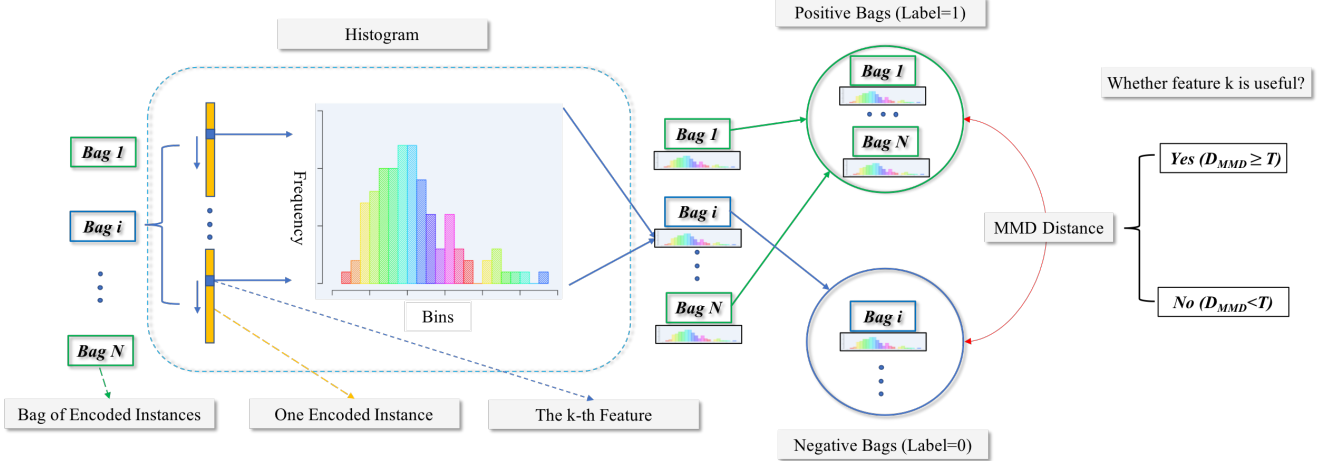 Histogram
Positive Bags (Label=1)
Whether feature k is useful?
Bag 1
Bag i
Bag N
Frequency
Bins
Bag 1
Bag i
Bag N
Bag 1
Bag N
Bag i
MMD Distance
Yes (D_MMD ≥ T)
No (D_MMD<T)
Bag of Encoded Instances
One Encoded Instance
The k-th Feature
Negative Bags (Label=0)